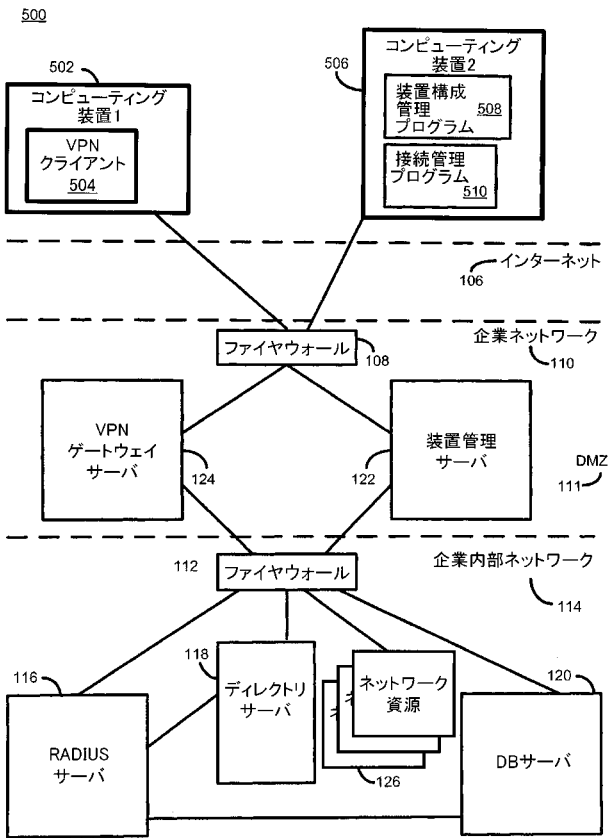 500
502
コンピューティング
装置1
VPN
クライアント
504
506
コンピューティング
装置2
装置構成
管理
プログラム
508
接続管理
プログラム
510
インターネット
106
ファイヤウォール
108
企業ネットワーク
110
VPN
ゲートウェイ
サーバ
124
装置管理
サーバ
122
DMZ
111
112
ファイヤウォール
企業内部ネットワーク
114
116
RADIUS
サーバ
118
ディレクトリ
サーバ
ネットワーク
資源
ネ
ネ
126
120
DBサーバ